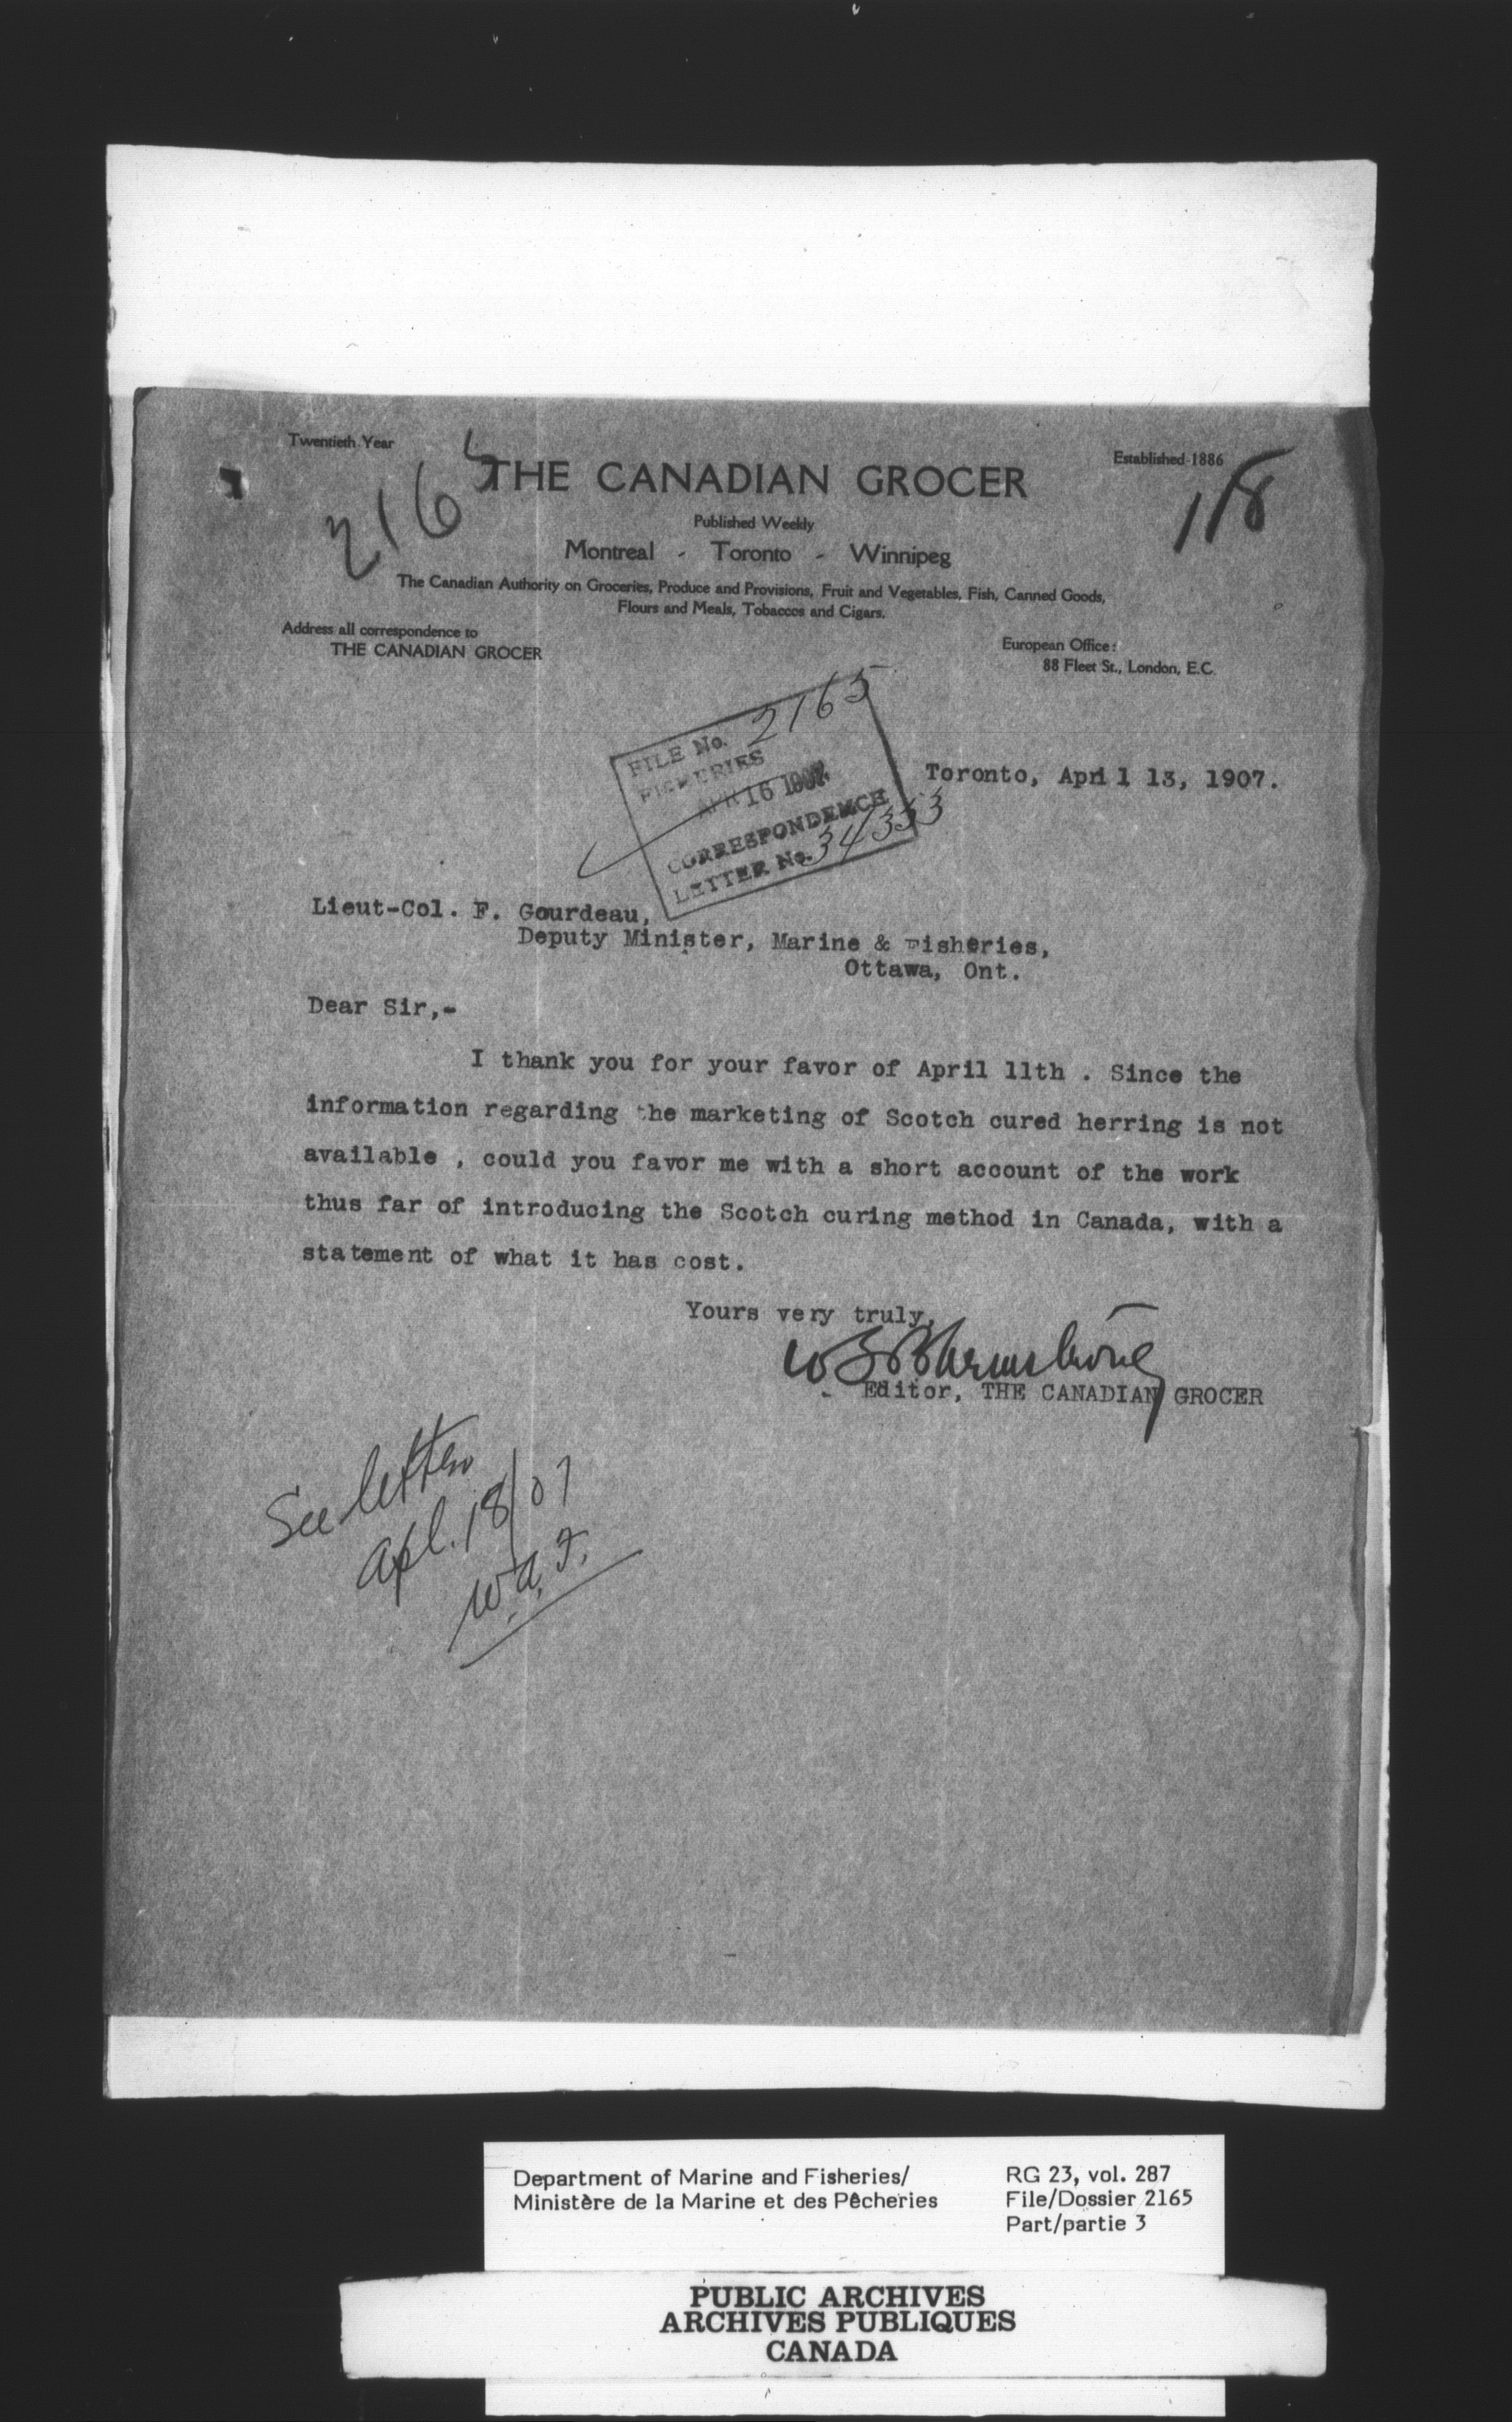 Twentieth Year
Established 1886
2165
118
THE CANADIAN GROCER
Published Weekly
Montreal - Toronto - Winnipeg
The Canadian Authority on Groceries, Produce and Provisions, Fruit and Vegetables, Fish, Canned Goods,
Flours and Meals, Tobaccos and Cigars.
Address all correspondence to
THE CANADIAN GROCER
European Office:
88 Fleet St., London, E.C.
FILE No. 2165
FISHERIES
APR 16 1907
CORRESPONDENCE
LETTER No. 34353
Toronto, April 13, 1907.
Lieut-Col. F. Gourdeau,
Deputy Minister, Marine & Fisheries,
Ottawa, Ont.
Dear Sir,-
I thank you for your favor of April 11th . Since the
information regarding the marketing of Scotch cured herring is not
available , could you favor me with a short account of the work
thus far of introducing the Scotch curing method in Canada, with a
statement of what it has cost.
Yours very truly,
Editor, THE CANADIAN GROCER
See letter
Apl. 18/07
W.A.F.
Department of Marine and Fisheries/
Ministère de la Marine et des Pêcheries
RG 23, vol. 287
File/Dossier 2165
Part/partie 3
PUBLIC ARCHIVES
ARCHIVES PUBLIQUES
CANADA